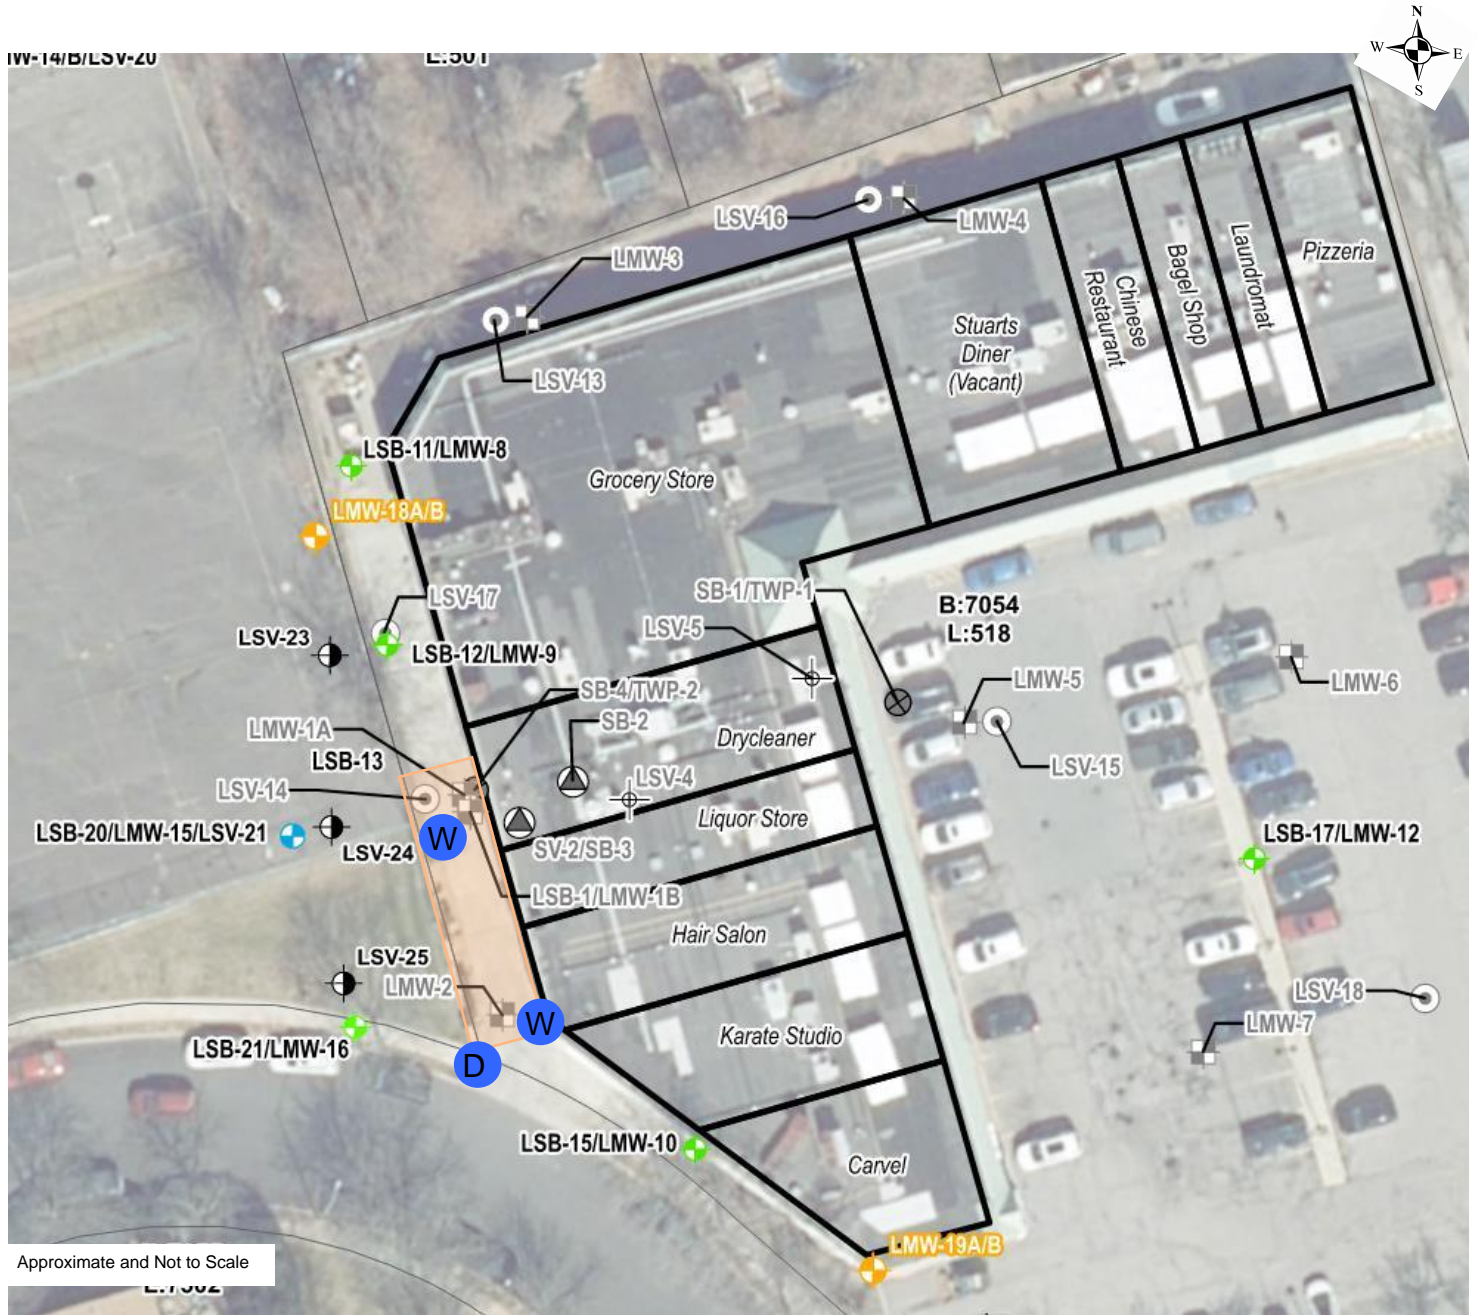 N
W E
S
LSV-16
LMW-4
LMW-3
LSV-13
Pizzeria
Laundromat
Bagel Shop
Chinese
Restaurant
Stuarts
Diner
(Vacant)
LSB-11/LMW-8
Grocery Store
LMW-18A/B
LSV-17
SB-1/TWP-1
B:7054
L:518
LSV-23
LSB-12/LMW-9
LSV-5
SB-4/TWP-2
LMW-5
LMW-6
SB-2
LMW-1A
Drycleaner
LSB-13
LSV-15
LSV-14
LSV-4
Liquor Store
LSB-20/LMW-15/LSV-21
W
LSV-24
SV-2/SB-3
LSB-17/LMW-12
LSB-1/LMW-1B
Hair Salon
LSV-25
LMW-2
LSV-18
W
LMW-7
Karate Studio
LSB-21/LMW-16
D
LSB-15/LMW-10
Carvel
LMW-19A/B
Approximate and Not to Scale